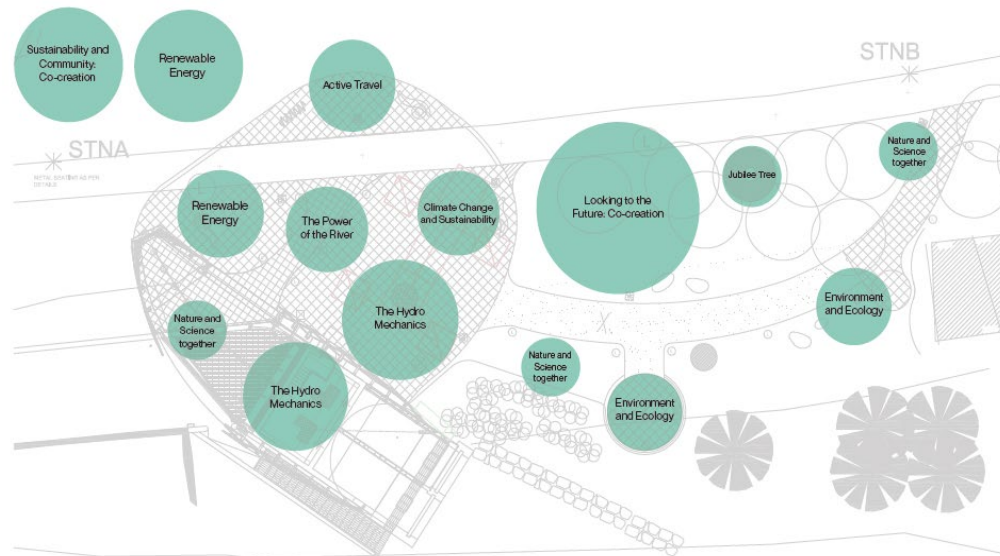 Sustainability and
Community:
Co-creation
Renewable
Energy
Active Travel
STNB
STNA
Nature and
Science
together
Jubilee Tree
Looking to the
Future: Co-creation
Renewable
Energy
The Power
of the River
Climate Change
and Sustainability
The Hydro
Mechanics
Environment
and Ecology
Nature and
Science
together
Nature and
Science
together
The Hydro
Mechanics
Environment
and Ecology